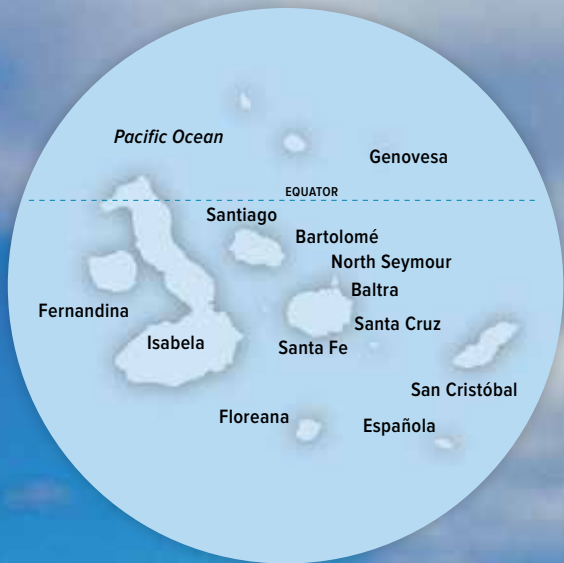 Pacific Ocean
Genovesa
EQUATOR
Santiago
Bartolomé
North Seymour
Baltra
Fernandina
Santa Cruz
Isabela
Santa Fe
San Cristóbal
Floreana
Española